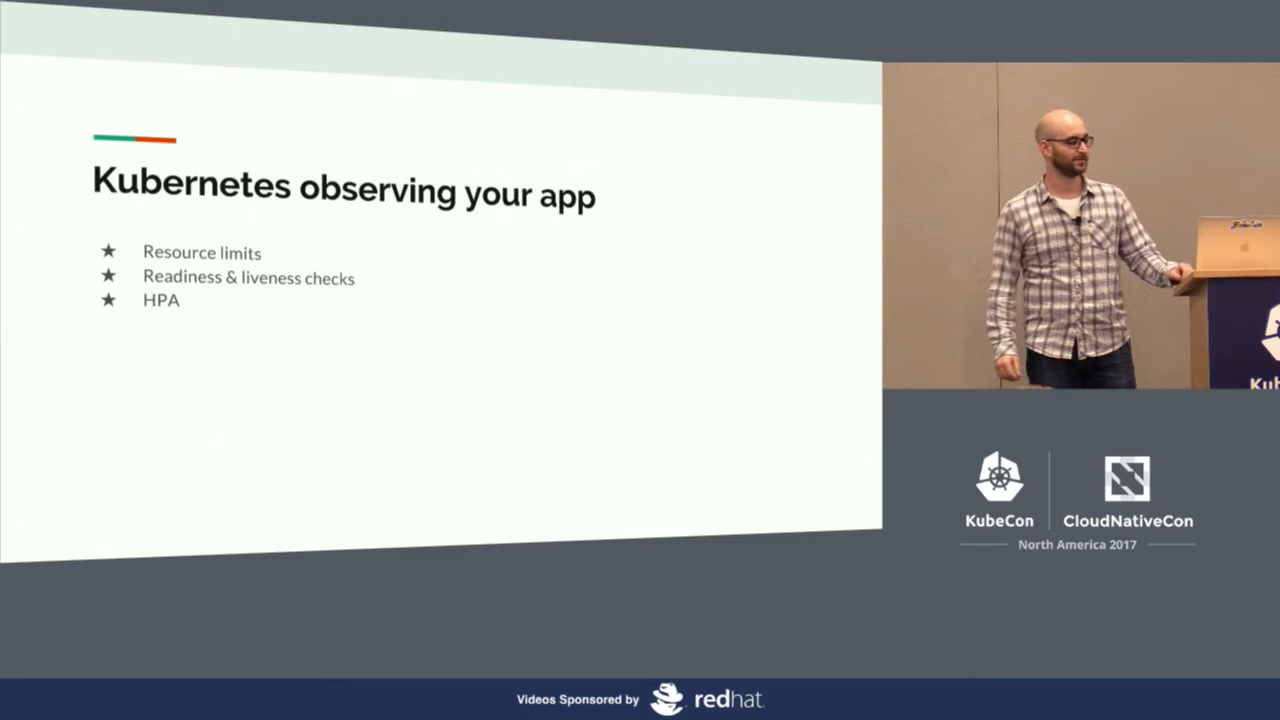 Kubernetes observing your app
★ Resource limits
★ Readiness & liveness checks
★ HPA
KubeCon
CloudNativeCon
North America 2017
Videos Sponsored by redhat